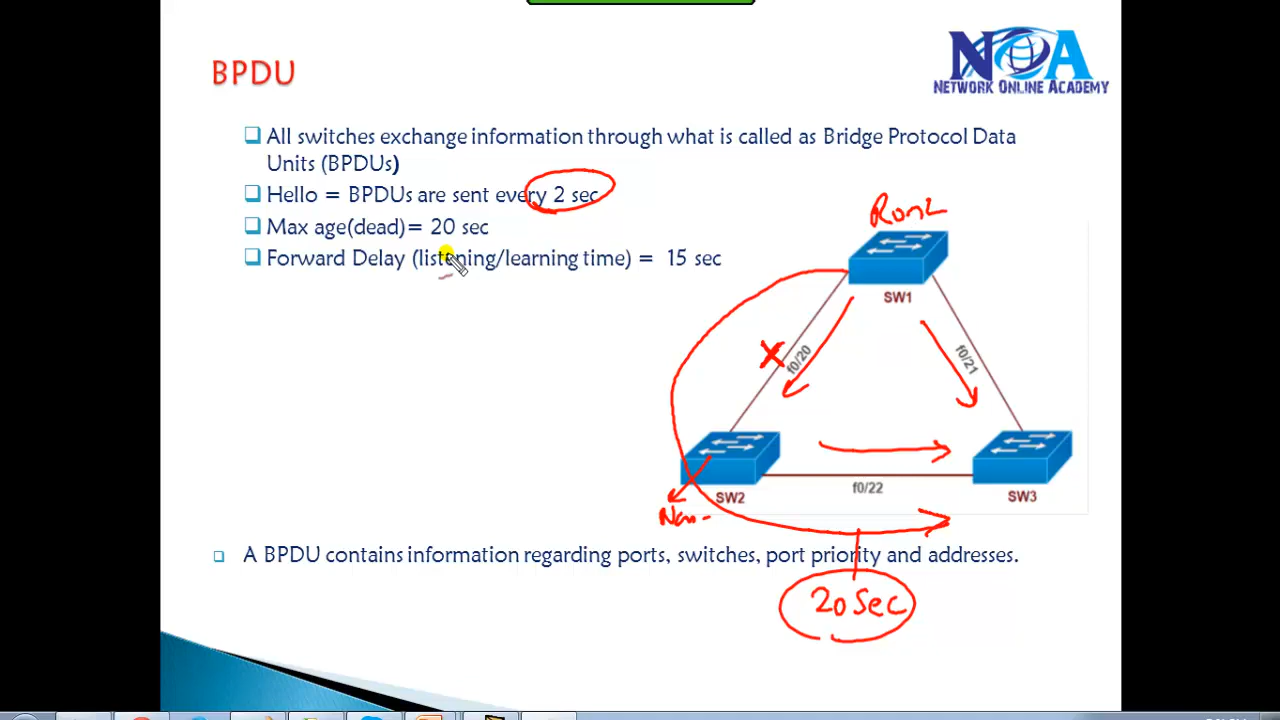 BPDU
NOA
NETWORK ONLINE ACADEMY
❑ All switches exchange information through what is called as Bridge Protocol Data
Units (BPDUs)
❑ Hello = BPDUs are sent every 2 sec
❑ Max age(dead)= 20 sec
❑ Forward Delay (listening/learning time) = 15 sec
SW1
f0/20
f0/21
SW2
f0/22
SW3
❑ A BPDU contains information regarding ports, switches, port priority and addresses.
20 Sec